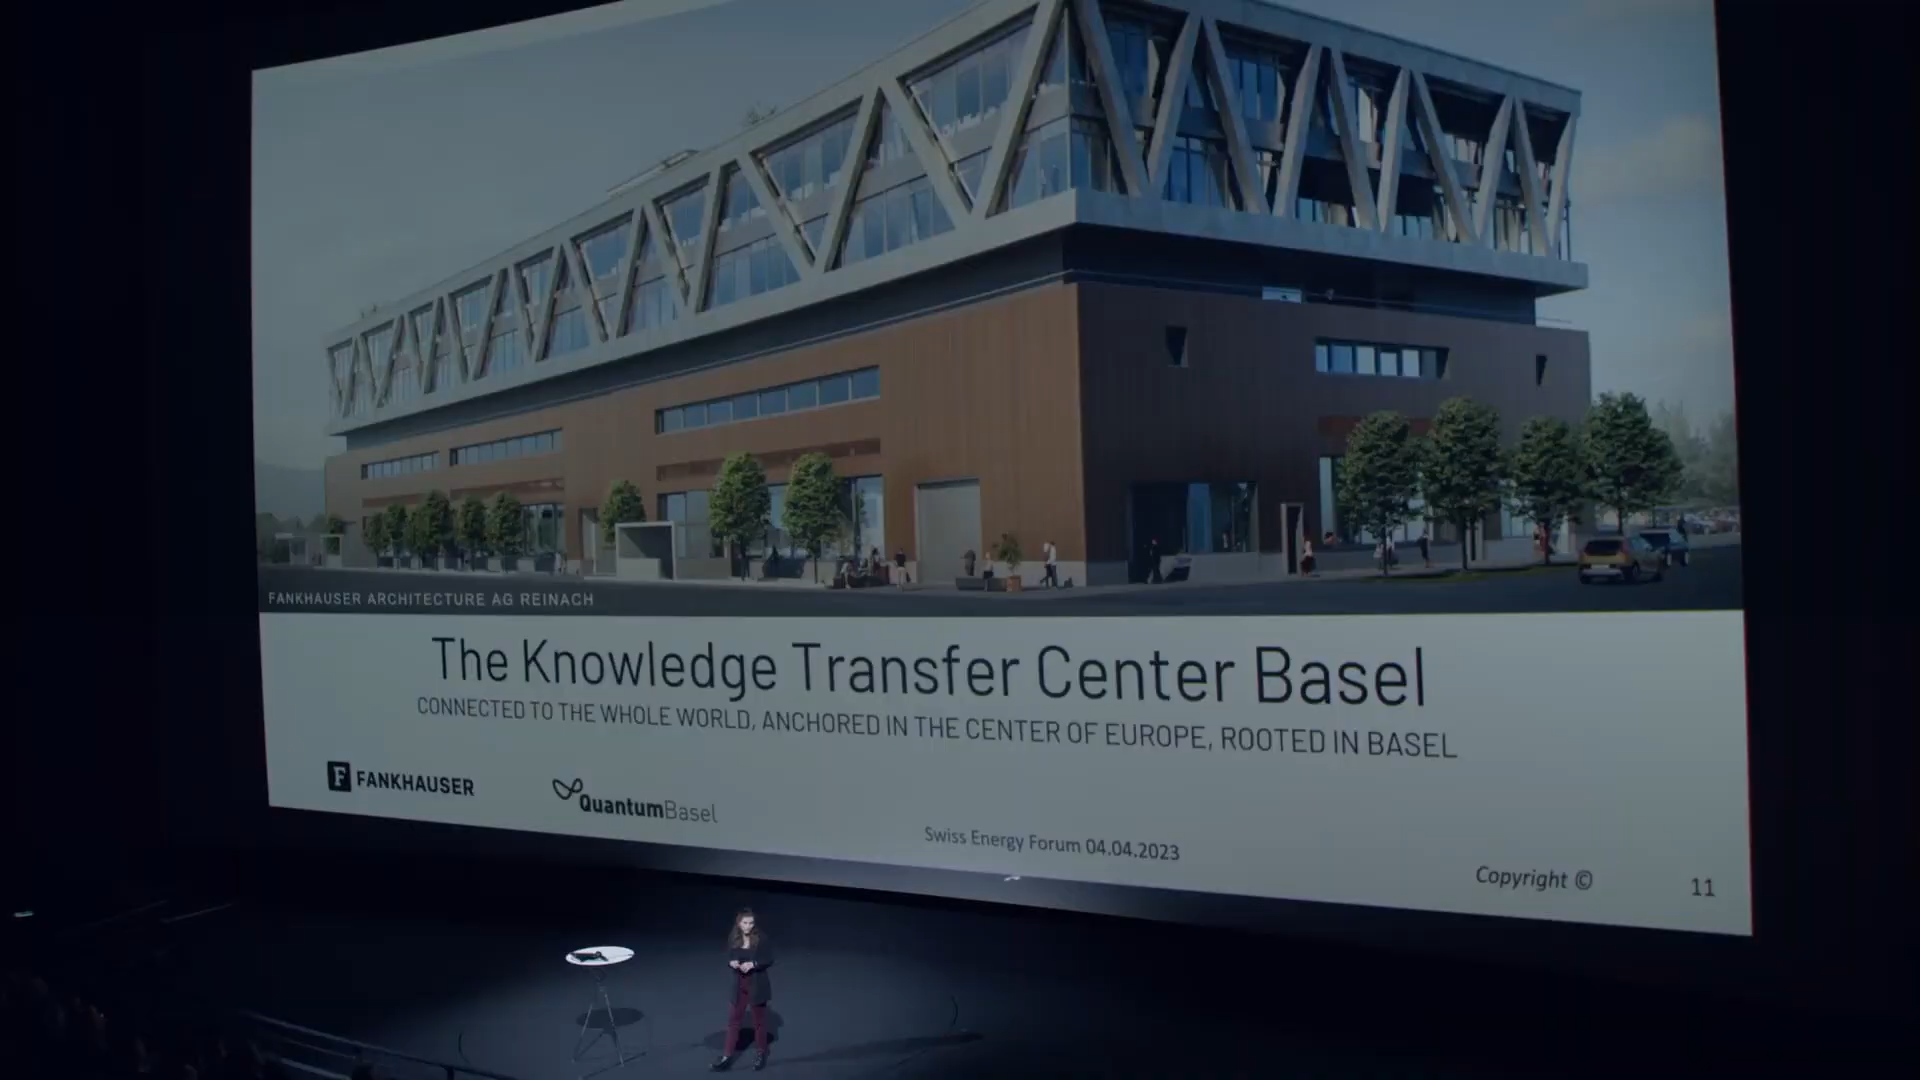 FANKHAUSER ARCHITECTURE AG REINACH
The Knowledge Transfer Center Basel
CONNECTED TO THE WHOLE WORLD, ANCHORED IN THE CENTER OF EUROPE, ROOTED IN BASEL
F FANKHAUSER
QuantumBasel
Swiss Energy Forum 04.04.2023
Copyright ©
11